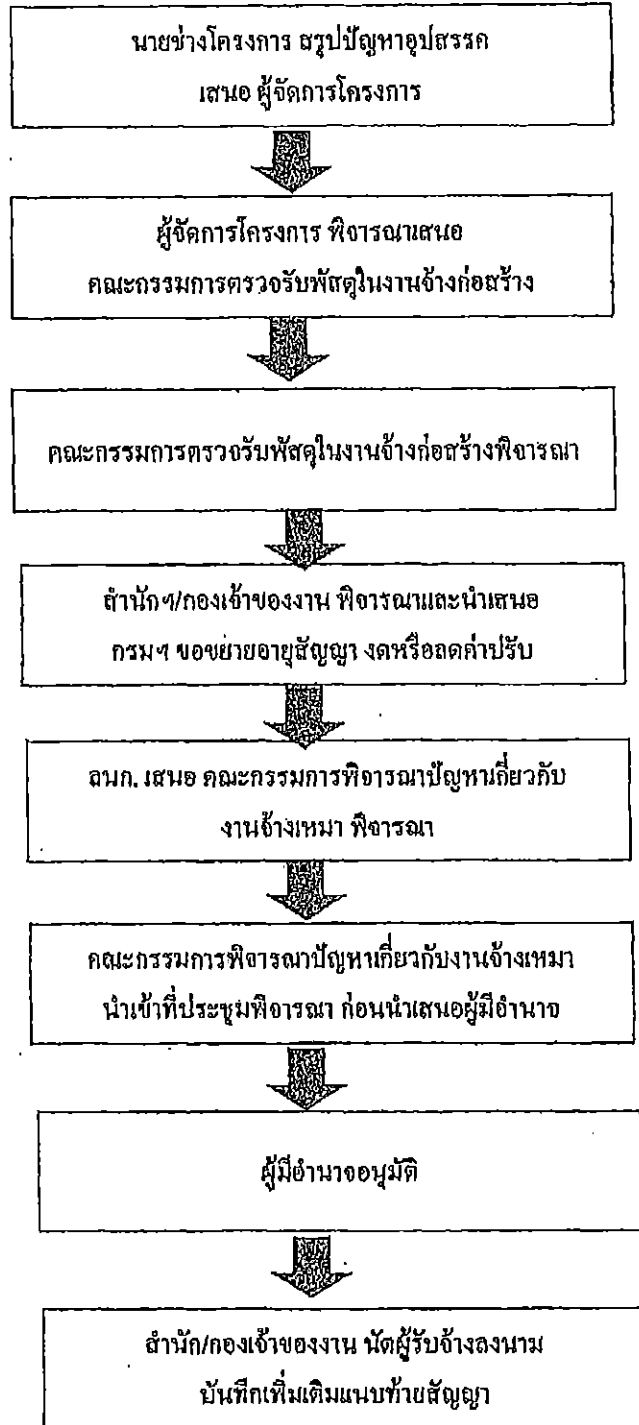 นายช่างโครงการ สรุปปัญหาอุปสรรค
เสนอ ผู้จัดการโครงการ
ผู้จัดการโครงการ พิจารณาเสนอ
คณะกรรมการตรวจรับพัสดุในงานจ้างก่อสร้าง
คณะกรรมการตรวจรับพัสดุในงานจ้างก่อสร้างพิจารณา
สำนักฯ/กองเจ้าของงาน พิจารณาและนำเสนอ
กรมฯ ขอขยายอายุสัญญา งดหรือลดค่าปรับ
ลนก. เสนอ คณะกรรมการพิจารณาปัญหาเกี่ยวกับ
งานจ้างเหมา พิจารณา
คณะกรรมการพิจารณาปัญหาเกี่ยวกับงานจ้างเหมา
นำเข้าที่ประชุมพิจารณา ก่อนนำเสนอผู้มีอำนาจ
ผู้มีอำนาจอนุมัติ
สำนัก/กองเจ้าของงาน นัดผู้รับจ้างลงนาม
บันทึกเพิ่มเติมแนบท้ายสัญญา